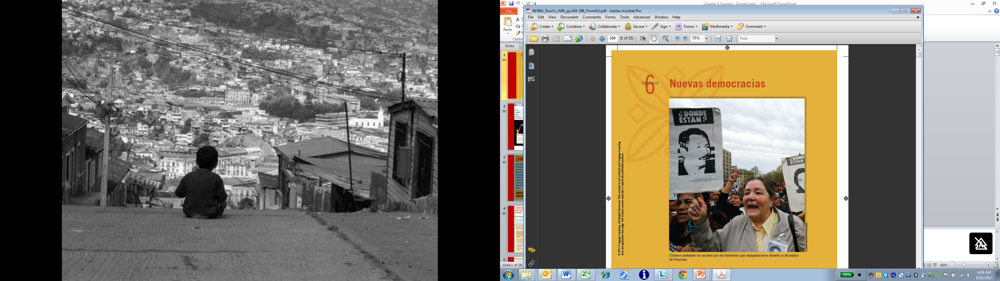 Chapter 6 Fuentes- Garrido.pptx - Microsoft PowerPoint
File
Paste
Clipbo
Slides
1
2
Otro 11 de
3
4
5
Slide 1 of 20
467661_Rusch_ch06_pp.164-196_FromAU.pdf - Adobe Acrobat Pro
File Edit View Document Comments Forms Tools Advanced Window Help
Create Combine Collaborate Secure Sign Forms Multimedia Comment
164 (1 of 33) 75% Find
CAPÍTULO
6
Nuevas democracias
¿DONDE
ESTAN?
¿DOND
ESTAN
© 2015 Cengage Learning. All Rights Reserved. This content is not yet final and Cengage Learning
does not guarantee this page will contain current material or match the published product.
Chilenos protestan en reclamo por los familiares que desaparecieron durante la dictadura
de Pinochet.
60%
99%
9:09 AM
9/10/2013